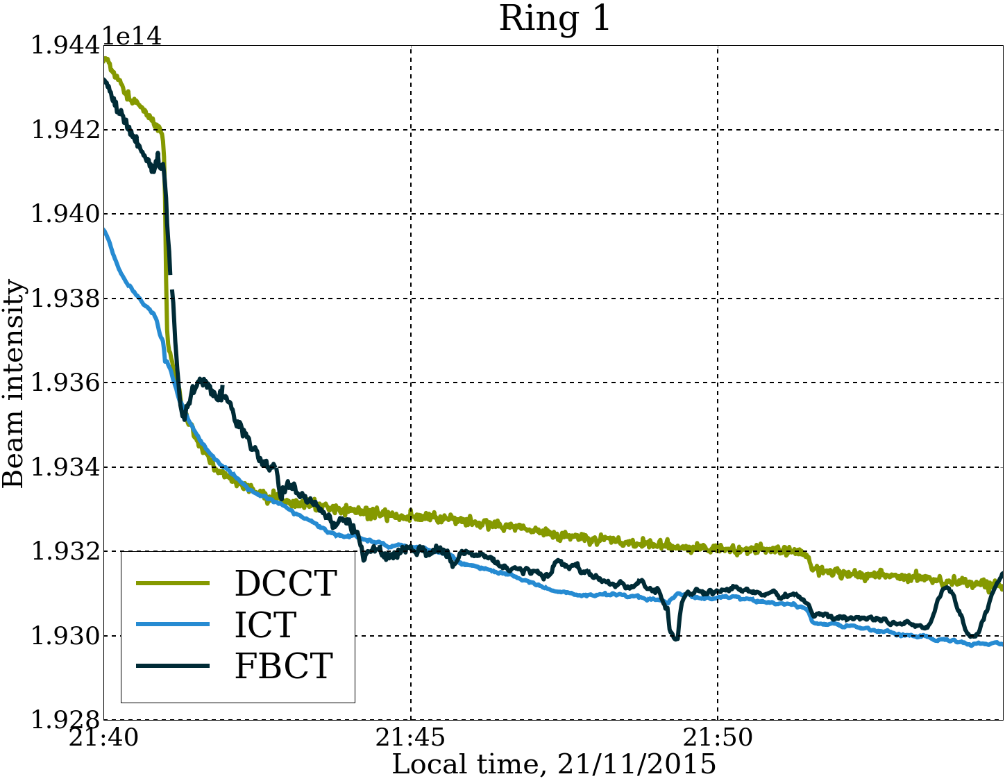 Ring 1
1e14
1.944
1.942
1.940
1.938
1.936
1.934
1.932
1.930
1.928
Beam intensity
DCCT
ICT
FBCT
21:40 21:45 21:50
Local time, 21/11/2015